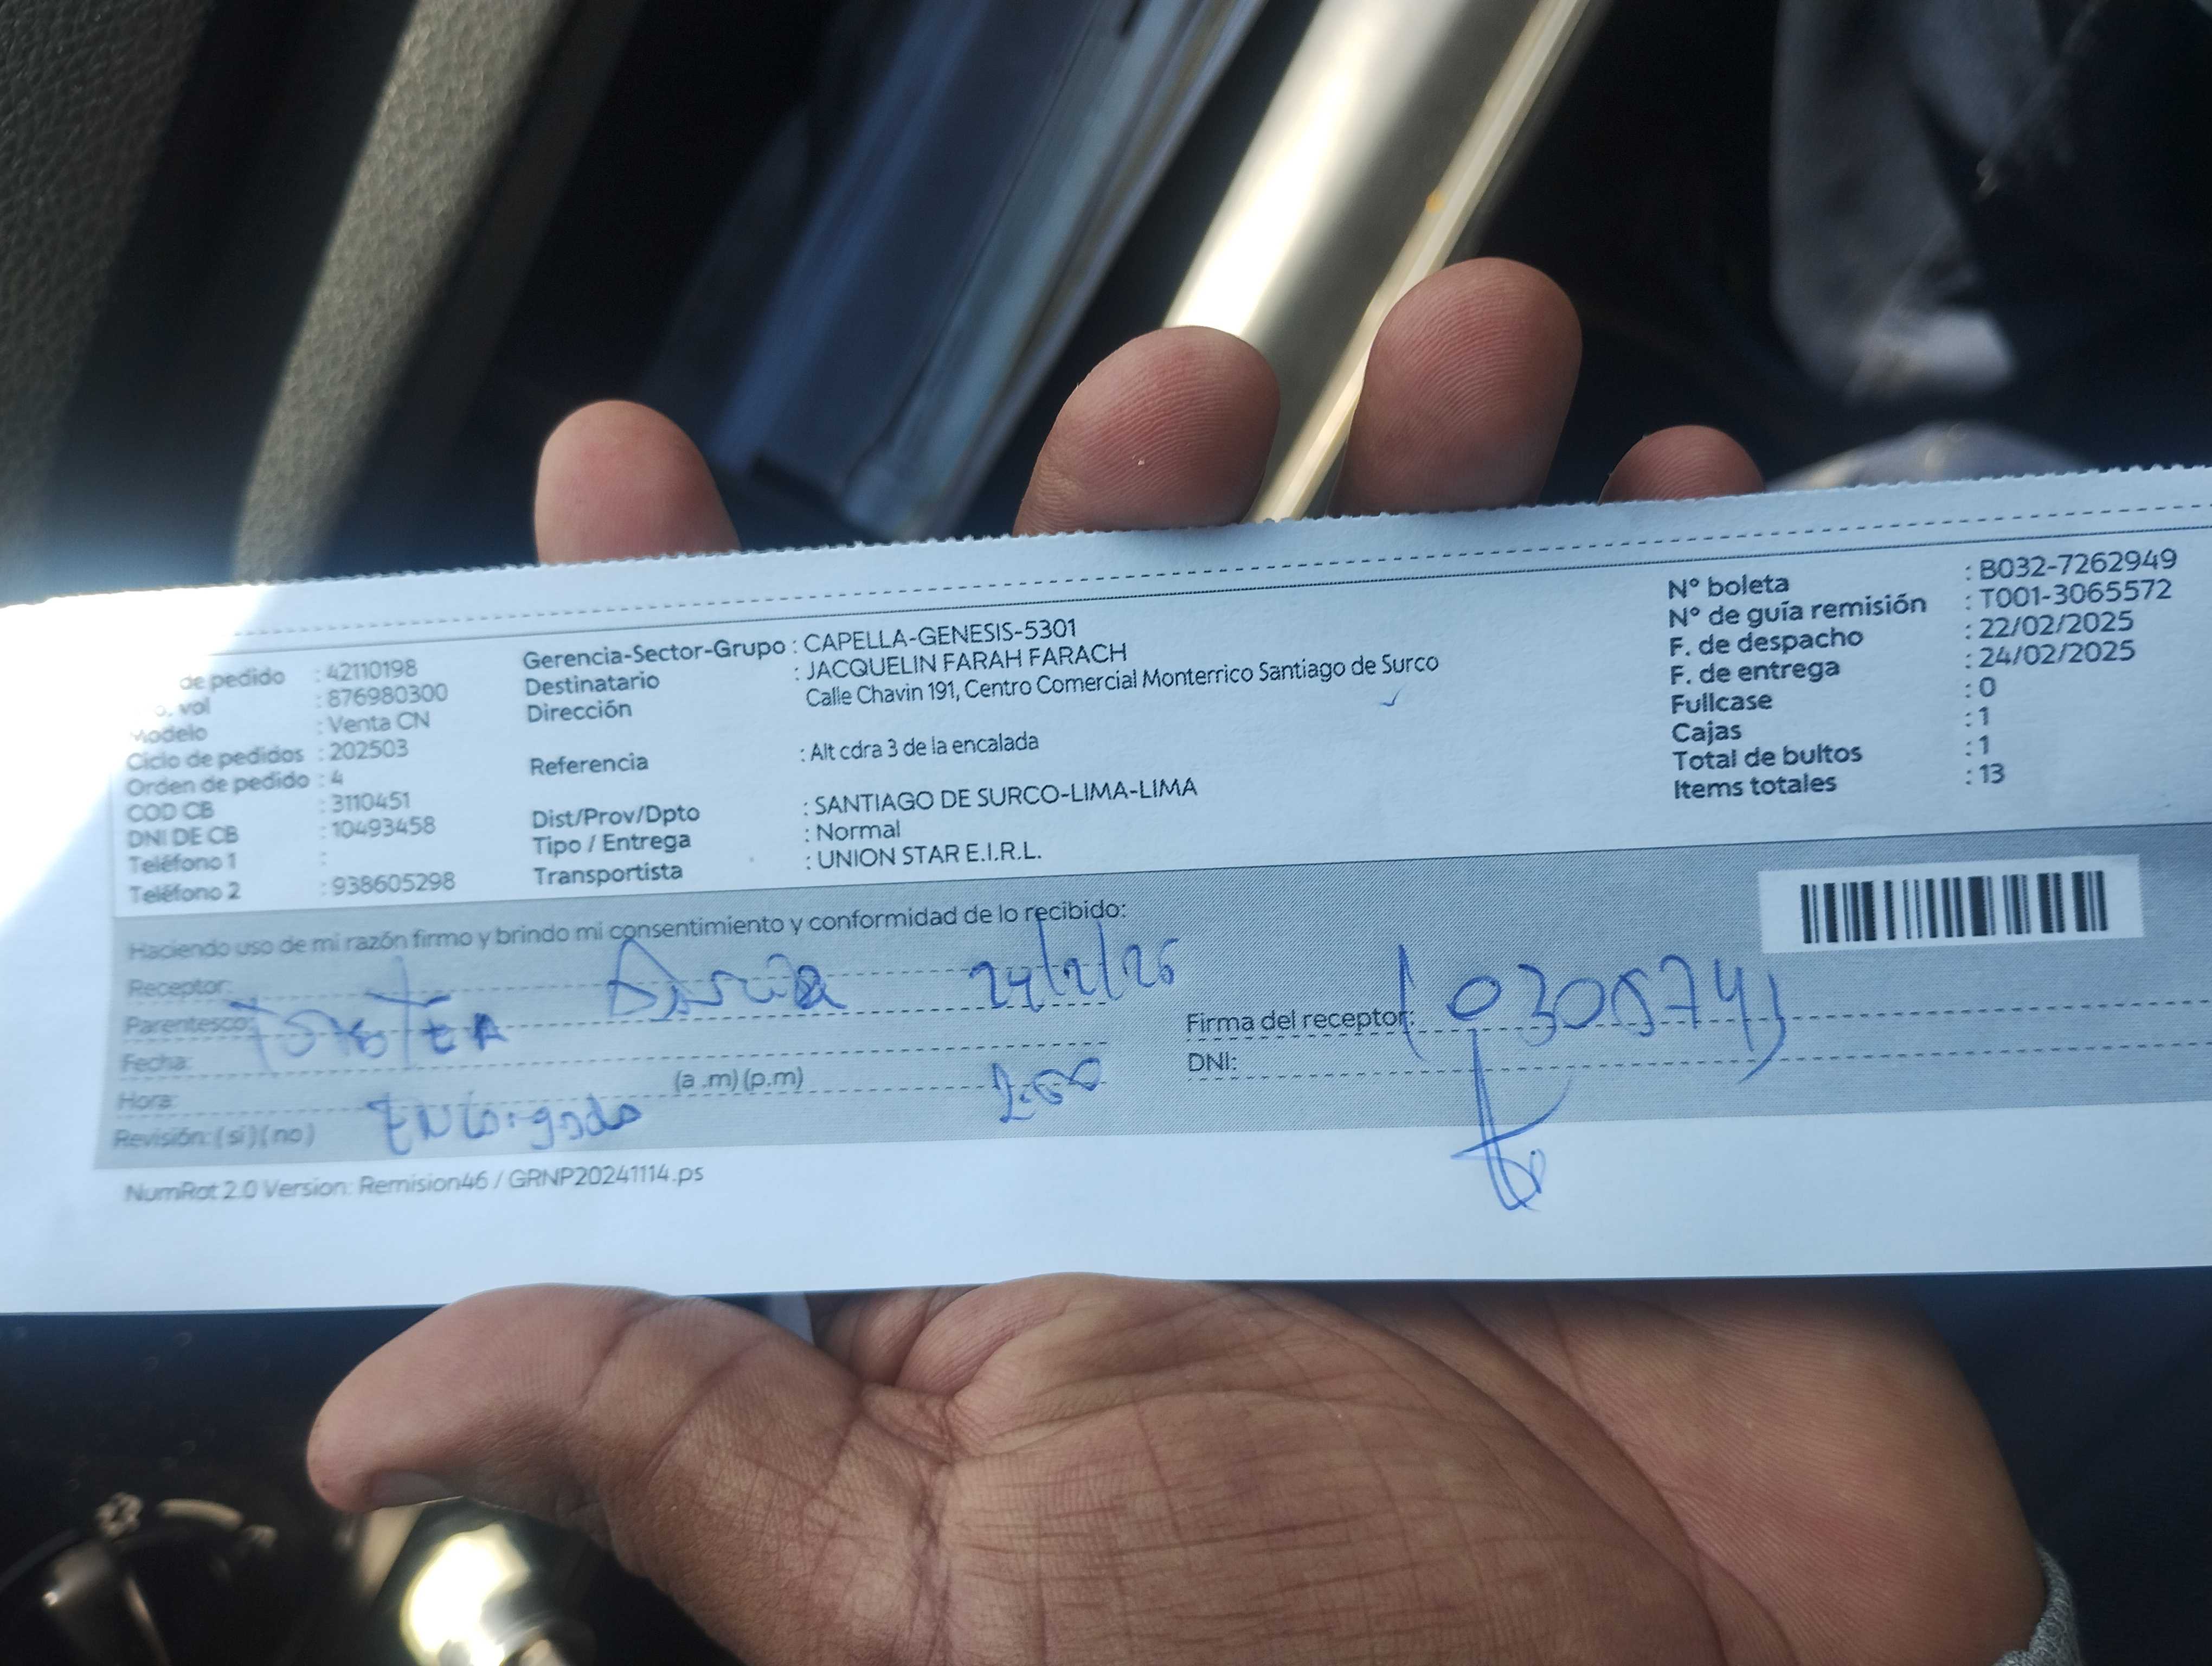 de pedido : 42110198
vol : 876980300
Modelo : Venta CN
Ciclo de pedidos : 202503
Orden de pedido : 4
COD CB : 3110451
DNI DE CB : 10493458
Teléfono 1 :
Teléfono 2 : 938605298
Gerencia-Sector-Grupo : CAPELLA-GENESIS-5301
Destinatario : JACQUELIN FARAH FARACH
Dirección Calle Chavin 191, Centro Comercial Monterrico Santiago de Surco
Referencia : Alt cdra 3 de la encalada
Dist/Prov/Dpto : SANTIAGO DE SURCO-LIMA-LIMA
Tipo / Entrega : Normal
Transportista : UNION STAR E.I.R.L.
N° boleta : B032-7262949
N° de guía remisión : T001-3065572
F. de despacho : 22/02/2025
F. de entrega : 24/02/2025
Fullcase : 0
Cajas : 1
Total de bultos : 1
Items totales : 13
Haciendo uso de mi razón firmo y brindo mi consentimiento y conformidad de lo recibido:
Receptor:
Parentesco:
Fecha:
Hora: (a .m) (p.m)
Revisión: ( si ) ( no )
24/2/25
2:00
Firma del receptor:
DNI:
NumRot 2.0 Version: Remision46 / GRNP20241114.ps